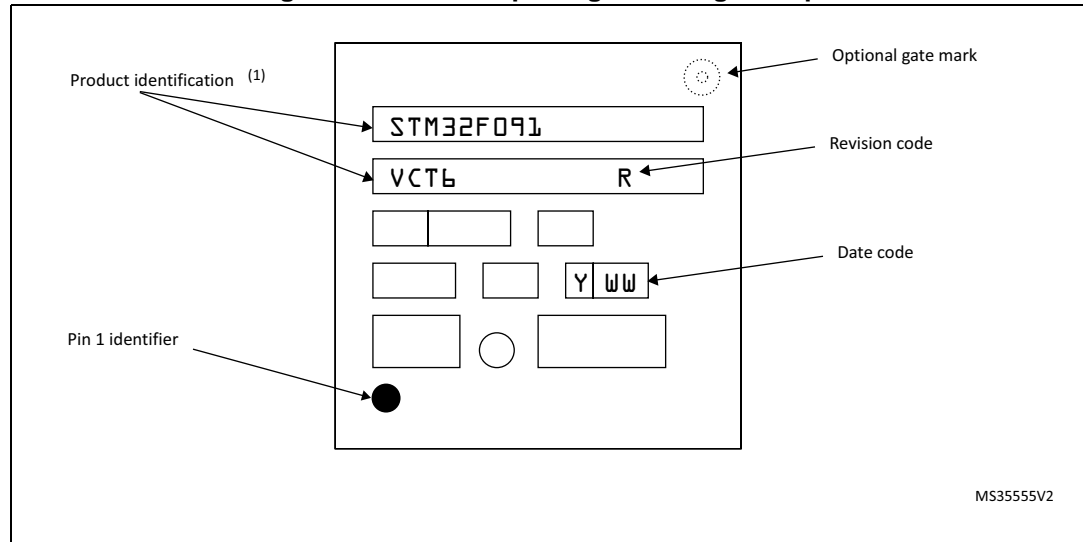 Optional gate mark
Product identification (1)
STM32F091
Revision code
VCT6 R
Date code
Y WW
Pin 1 identifier
MS35555V2